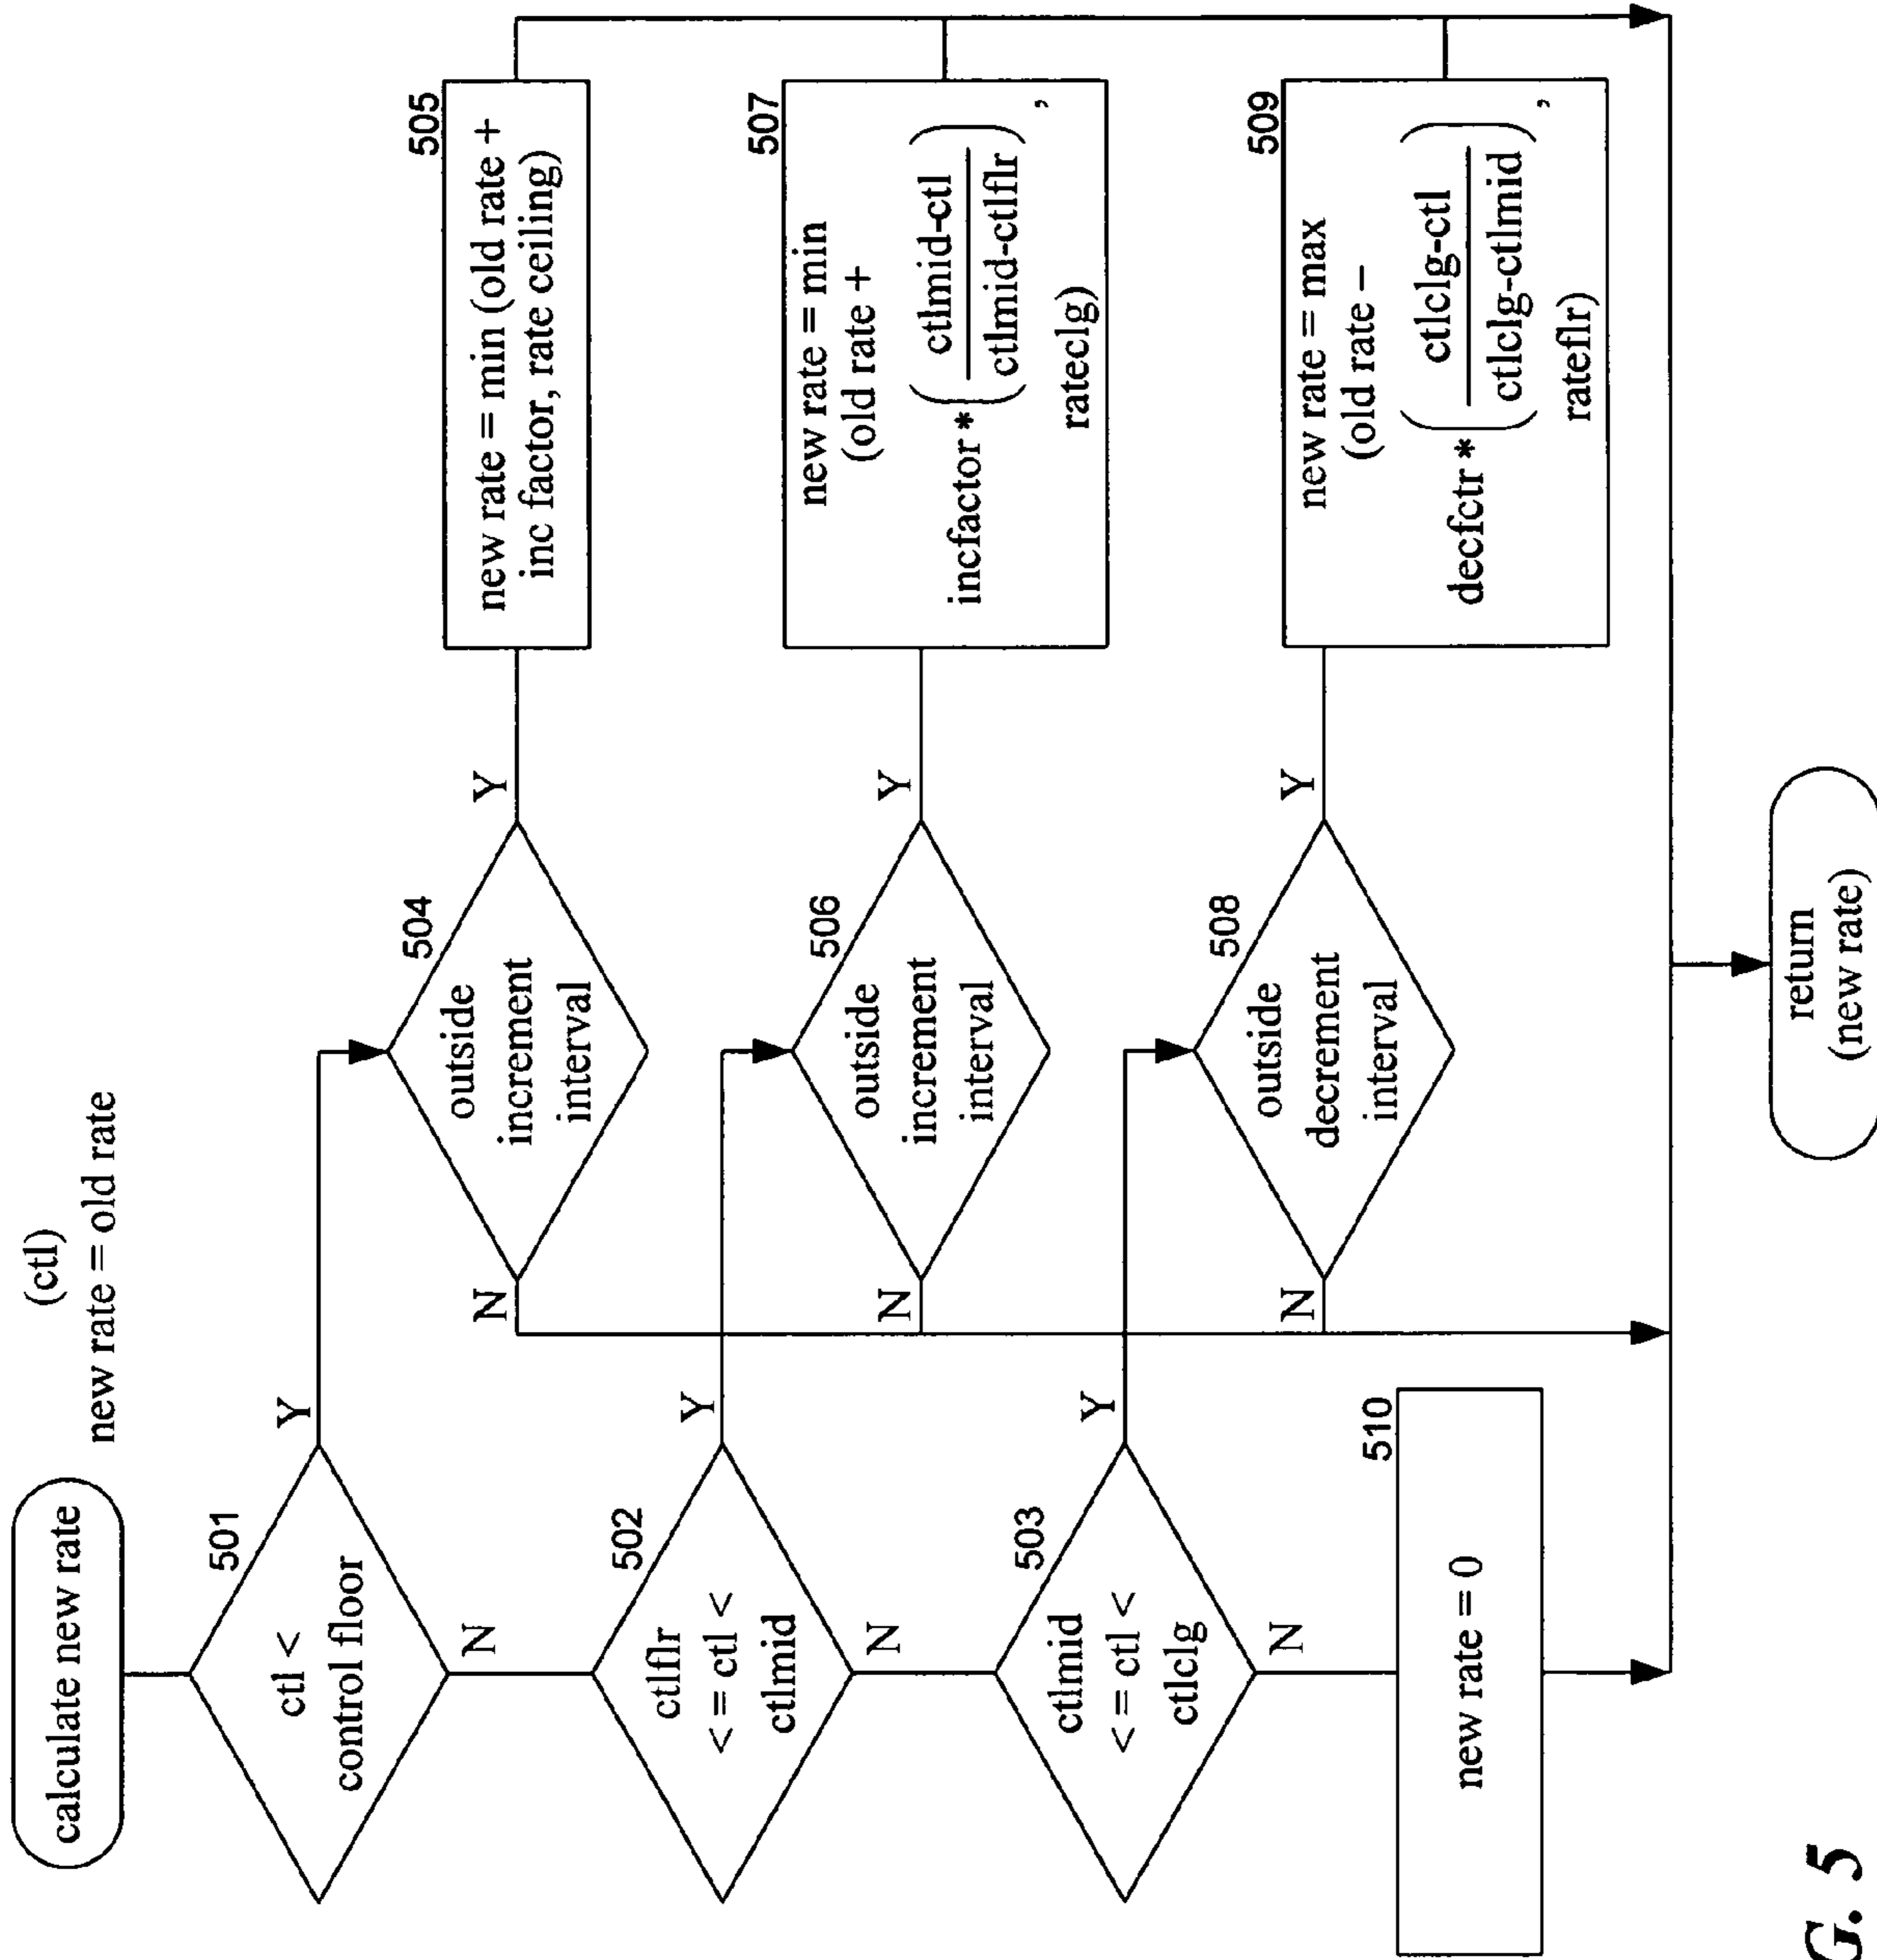 calculate new rate
(ctl)
new rate = old rate
501
ctl <
control floor
Y
N
504
outside
increment
interval
Y
N
505
new rate = min (old rate +
inc factor, rate ceiling)
502
ctlflr
<= ctl <
ctlmid
Y
N
506
outside
increment
interval
Y
N
507
new rate = min
(old rate +
incfactor * (ctlmid-ctl
ctlmid-ctlflr) ,
rateclg)
503
ctlmid
<= ctl <
ctlclg
Y
N
508
outside
decrement
interval
Y
N
509
new rate = max
(old rate –
decfctr * (ctlclg-ctl
ctlclg-ctlmid) ,
rateflr)
510
new rate = 0
return
(new rate)
G. 5